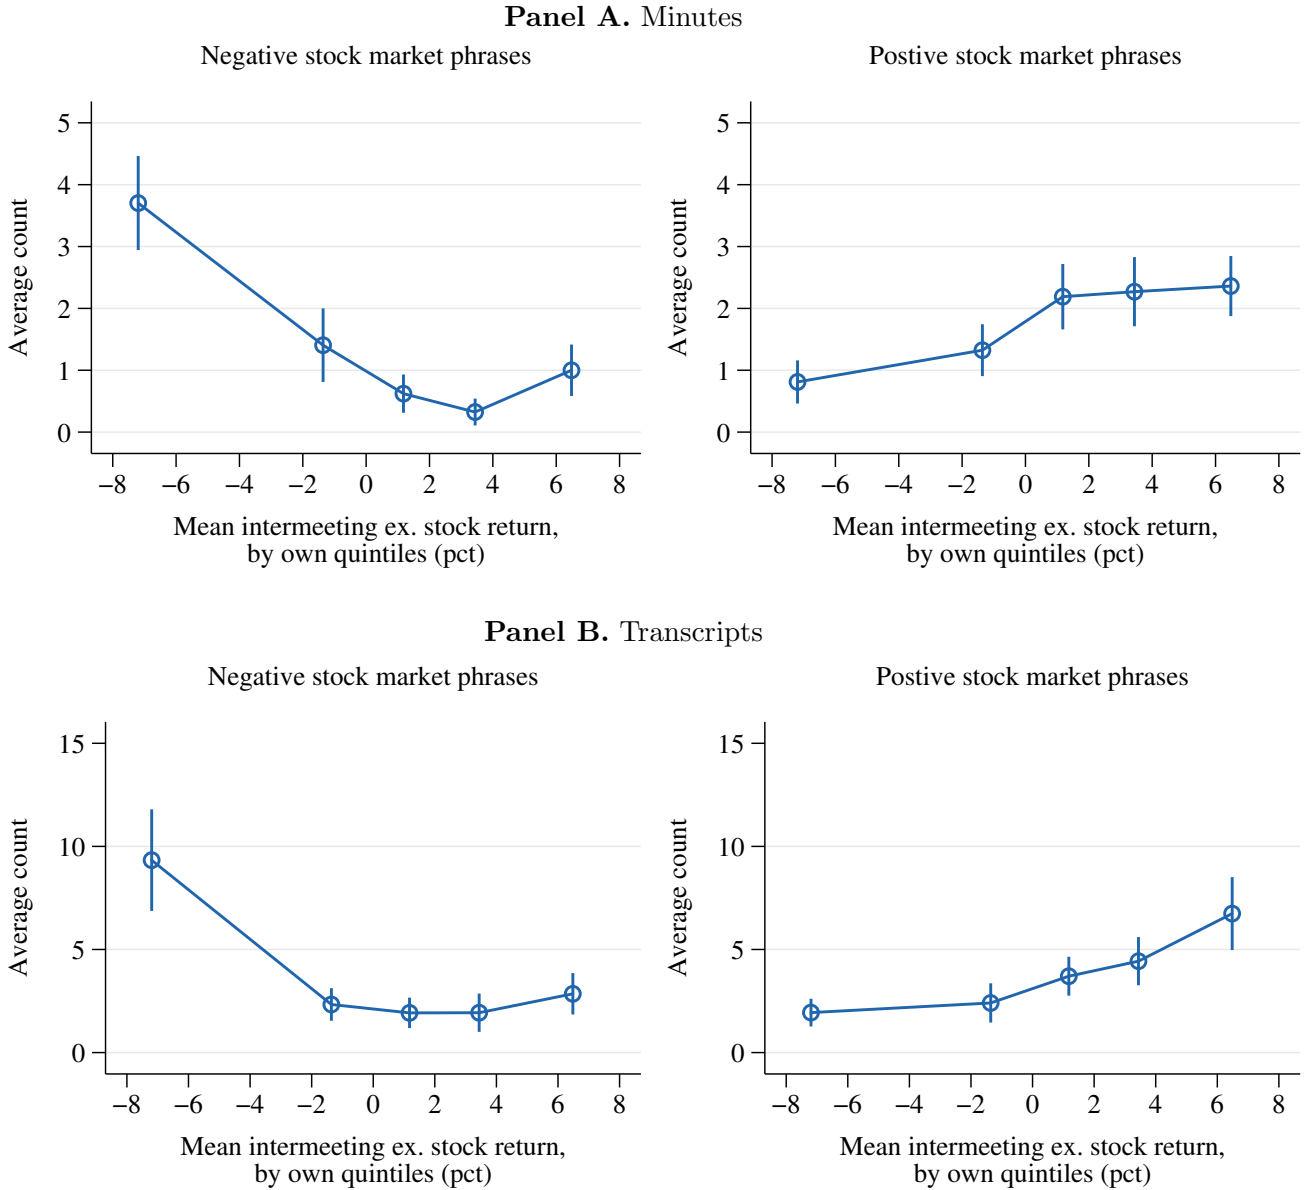 Panel A. Minutes
Negative stock market phrases
Average count
5
4
3
2
1
0
−8 −6 −4 −2 0 2 4 6 8
Mean intermeeting ex. stock return,
by own quintiles (pct)
Postive stock market phrases
Average count
5
4
3
2
1
0
−8 −6 −4 −2 0 2 4 6 8
Mean intermeeting ex. stock return,
by own quintiles (pct)
Panel B. Transcripts
Negative stock market phrases
Average count
15
10
5
0
−8 −6 −4 −2 0 2 4 6 8
Mean intermeeting ex. stock return,
by own quintiles (pct)
Postive stock market phrases
Average count
15
10
5
0
−8 −6 −4 −2 0 2 4 6 8
Mean intermeeting ex. stock return,
by own quintiles (pct)